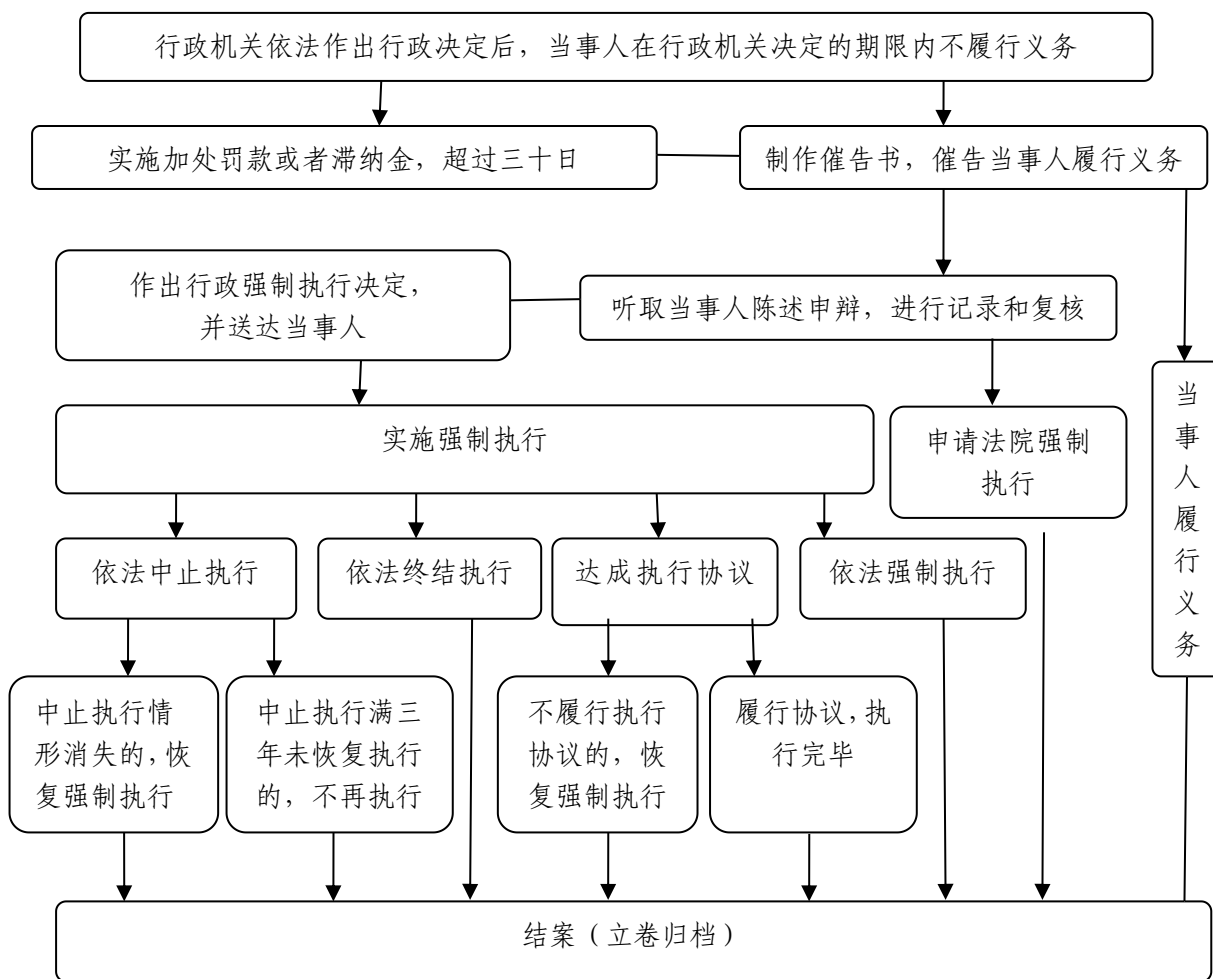 行政机关依法作出行政决定后，当事人在行政机关决定的期限内不履行义务
实施加处罚款或者滞纳金，超过三十日
制作催告书，催告当事人履行义务
作出行政强制执行决定，
并送达当事人
听取当事人陈述申辩，进行记录和复核
实施强制执行
申请法院强制
执行
当事人履行义务
依法中止执行
依法终结执行
达成执行协议
依法强制执行
中止执行情
形消失的，恢
复强制执行
中止执行满三
年未恢复执行
的，不再执行
不履行执行
协议的，恢
复强制执行
履行协议，执
行完毕
结案（立卷归档）